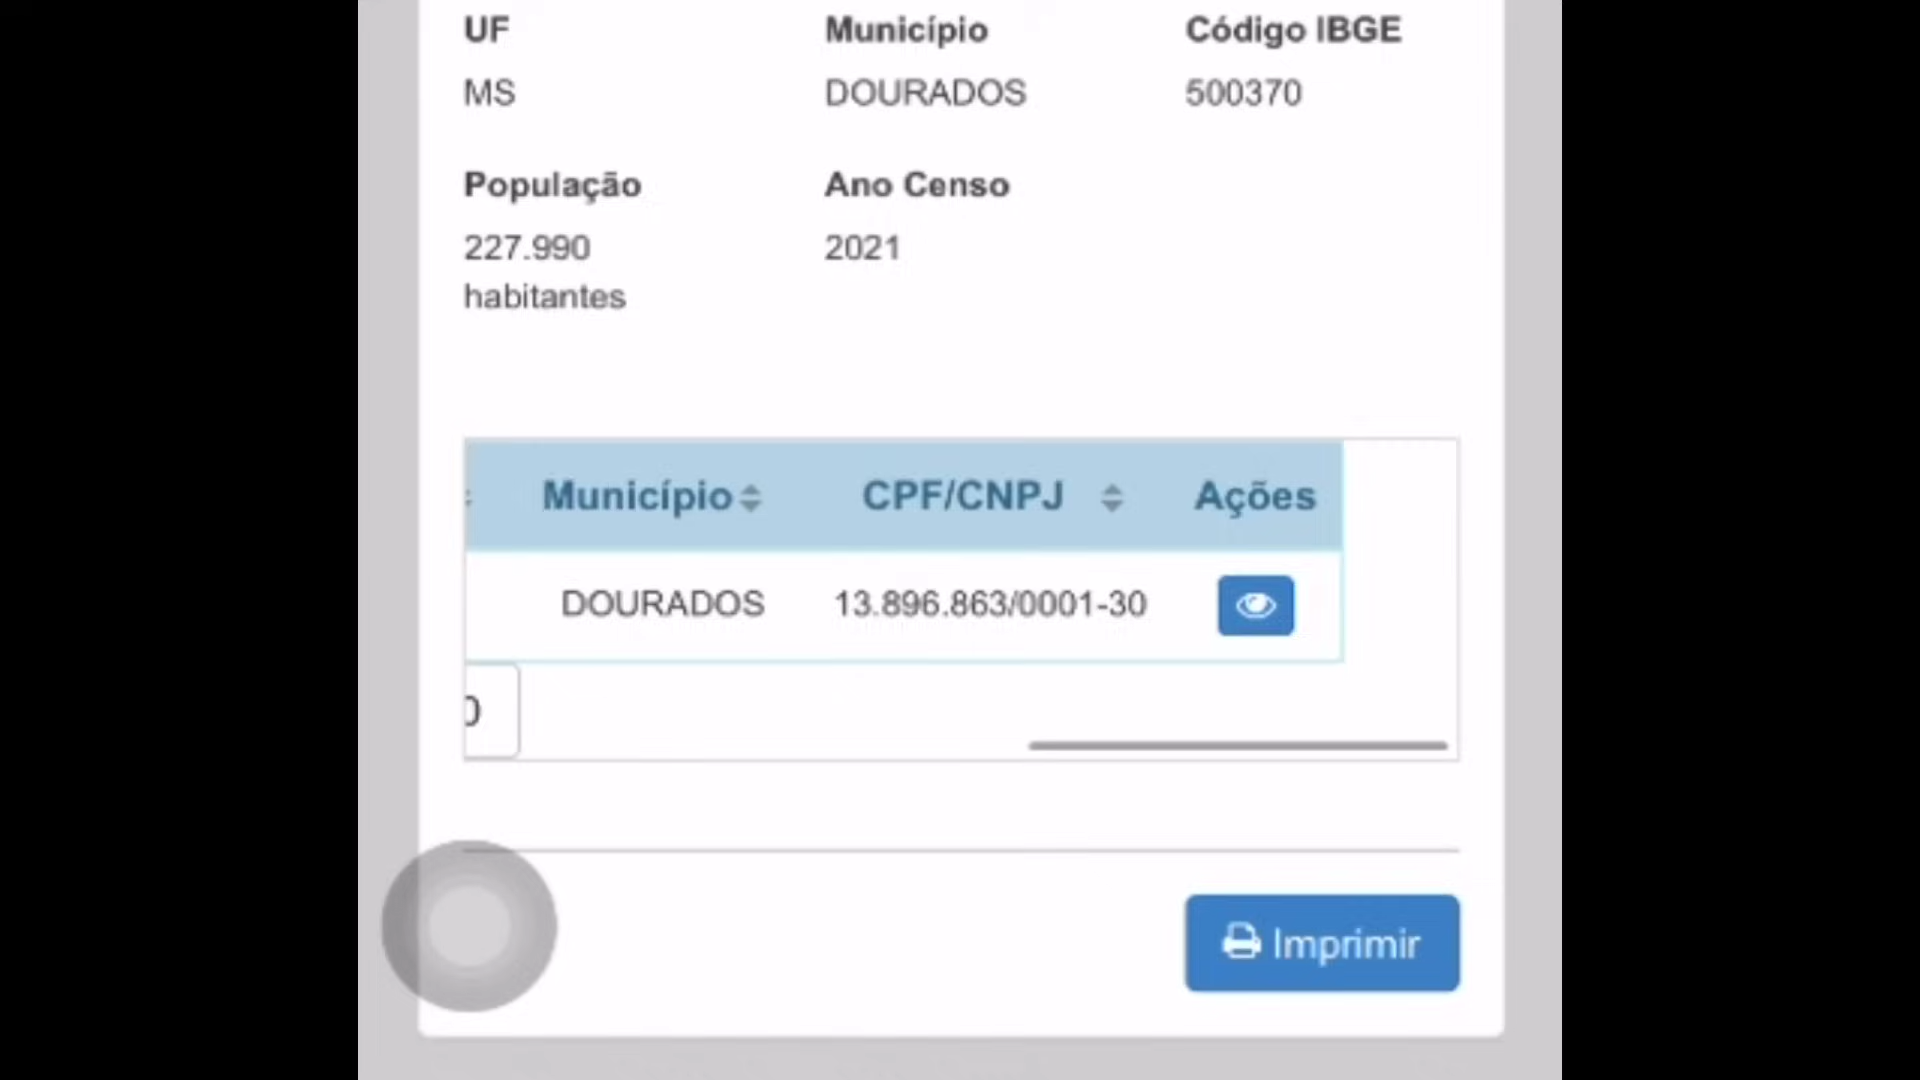 UF Município Código IBGE
MS DOURADOS 500370
População Ano Censo
227.990 2021
habitantes
Município CPF/CNPJ Ações
DOURADOS 13.896.863/0001-30
0
Imprimir